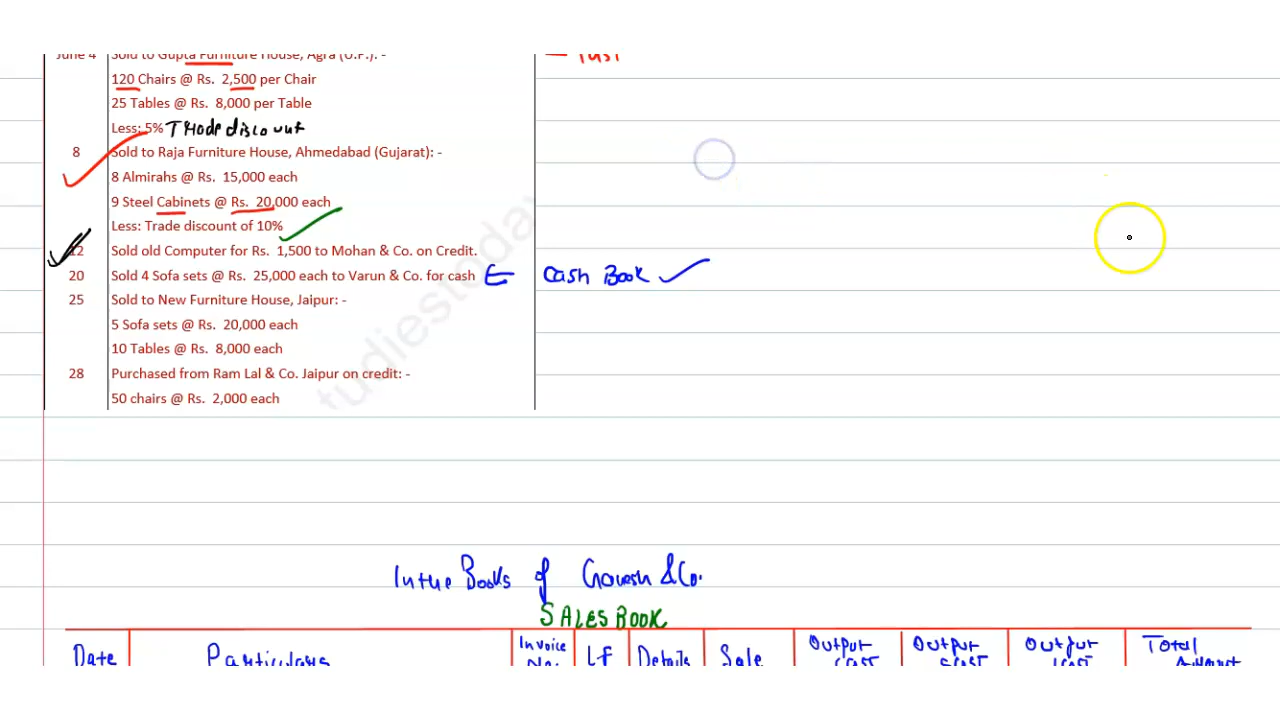 June 4 Sold to Gupta Furniture House, Agra (U.P.): -
120 Chairs @ Rs. 2,500 per Chair
25 Tables @ Rs. 8,000 per Table
Less: 5% Trade discount
8 Sold to Raja Furniture House, Ahmedabad (Gujarat): -
8 Almirahs @ Rs. 15,000 each
9 Steel Cabinets @ Rs. 20,000 each
Less: Trade discount of 10%
12 Sold old Computer for Rs. 1,500 to Mohan & Co. on Credit.
20 Sold 4 Sofa sets @ Rs. 25,000 each to Varun & Co. for cash Cash Book
25 Sold to New Furniture House, Jaipur: -
5 Sofa sets @ Rs. 20,000 each
10 Tables @ Rs. 8,000 each
28 Purchased from Ram Lal & Co. Jaipur on credit: -
50 chairs @ Rs. 2,000 each
tudiestoday
In the Books of Ganesh & Co.
SALES BOOK
Date Particulars Invoice No. LF Details Sale Output CGST Output SGST Output IGST Total Amount